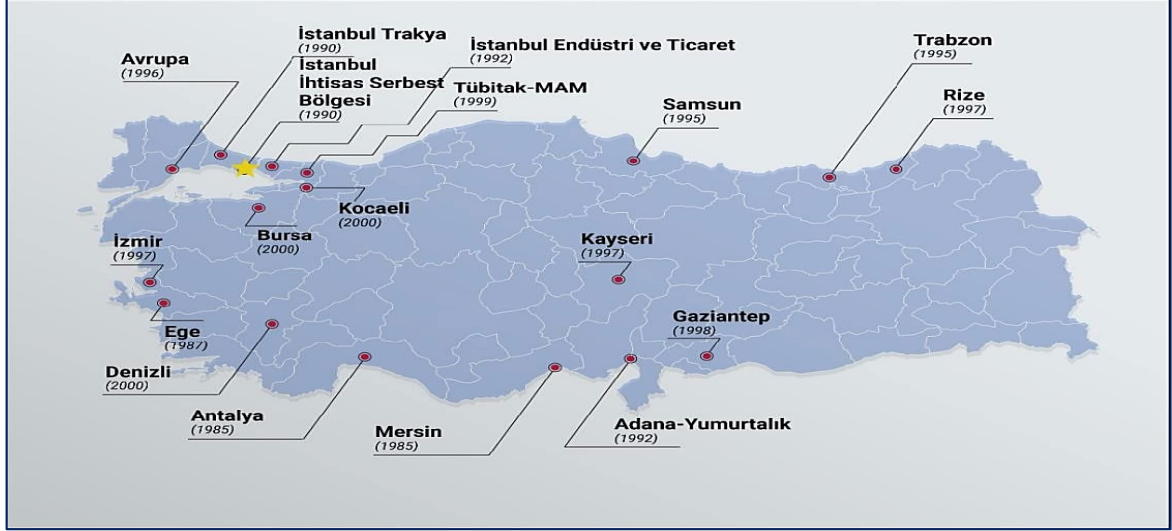 İstanbul Trakya
(1990)
İstanbul
İhtisas Serbest
Bölgesi
(1990)
İstanbul Endüstri ve Ticaret
(1992)
Tübitak-MAM
(1999)
Avrupa
(1996)
Samsun
(1995)
Trabzon
(1995)
Rize
(1997)
Kocaeli
(2000)
Bursa
(2000)
İzmir
(1997)
Kayseri
(1997)
Ege
(1987)
Gaziantep
(1998)
Denizli
(2000)
Antalya
(1985)
Mersin
(1985)
Adana-Yumurtalık
(1992)